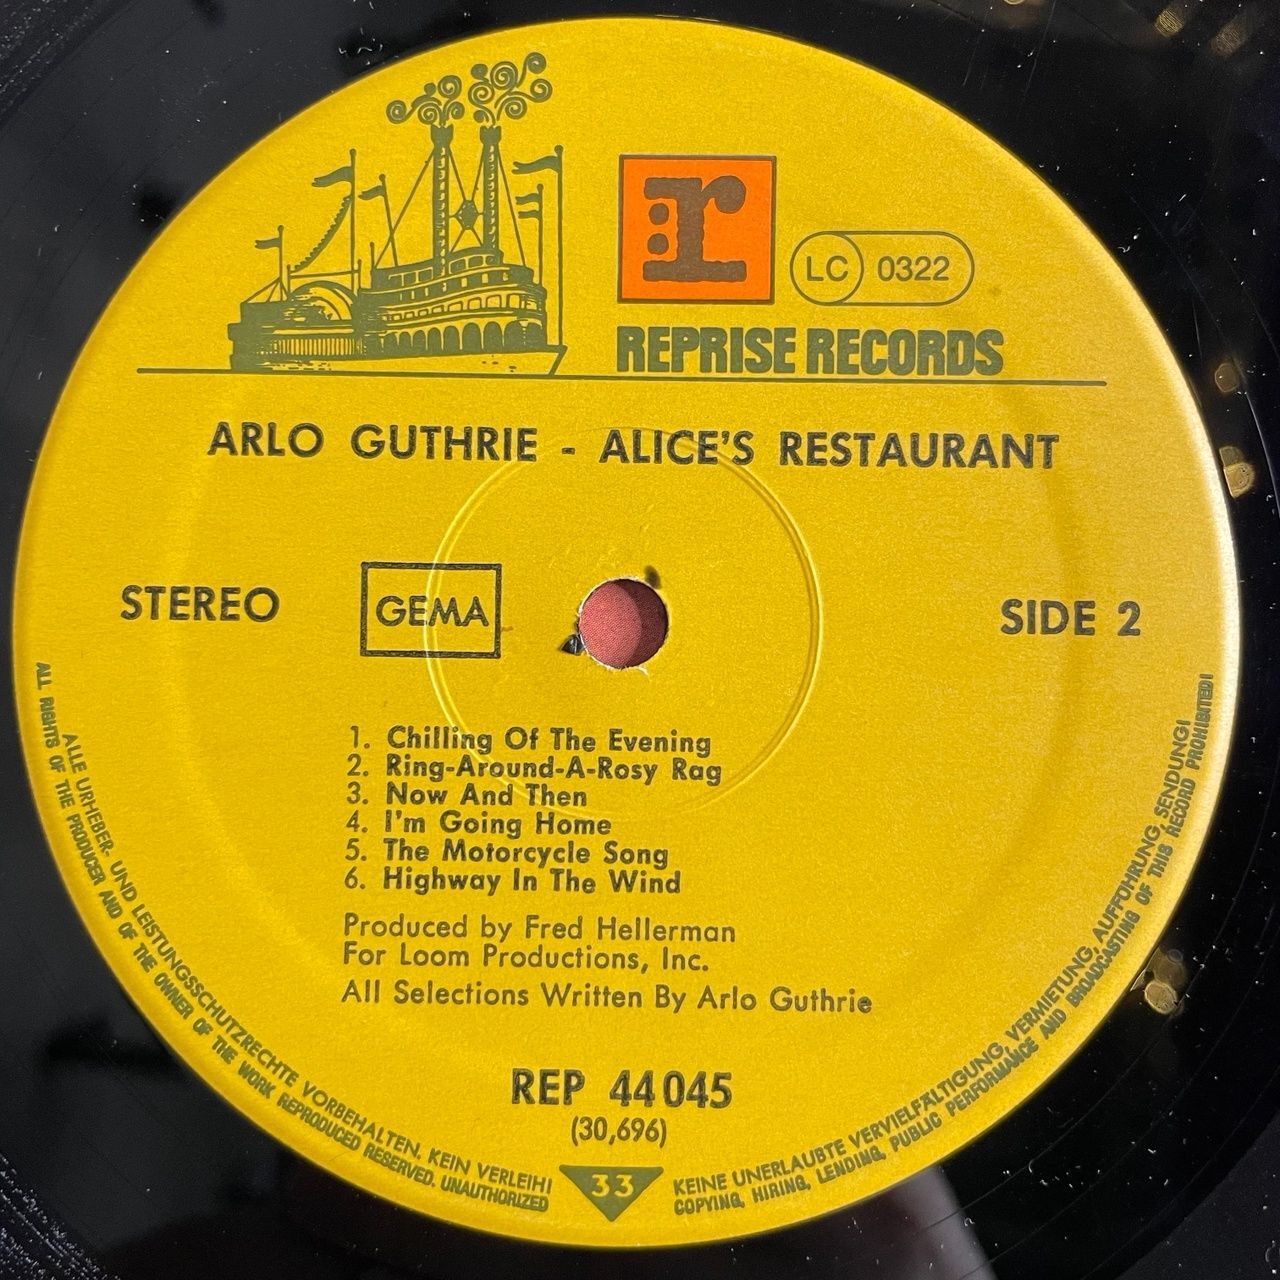 r
LC 0322
REPRISE RECORDS
ARLO GUTHRIE - ALICE'S RESTAURANT
STEREO
GEMA
SIDE 2
1. Chilling Of The Evening
2. Ring-Around-A-Rosy Rag
3. Now And Then
4. I'm Going Home
5. The Motorcycle Song
6. Highway In The Wind
Produced by Fred Hellerman
For Loom Productions, Inc.
All Selections Written By Arlo Guthrie
REP 44 045
(30,696)
33
ALLE URHEBER- UND LEISTUNGSSCHUTZRECHTE VORBEHALTEN. KEIN VERLEIH! KEINE UNERLAUBTE VERVIELFÄLTIGUNG, VERMIETUNG, AUFFÜHRUNG, SENDUNG!
ALL RIGHTS OF THE PRODUCER AND OF THE OWNER OF THE WORK REPRODUCED RESERVED. UNAUTHORIZED COPYING, HIRING, LENDING, PUBLIC PERFORMANCE AND BROADCASTING OF THIS RECORD PROHIBITED!